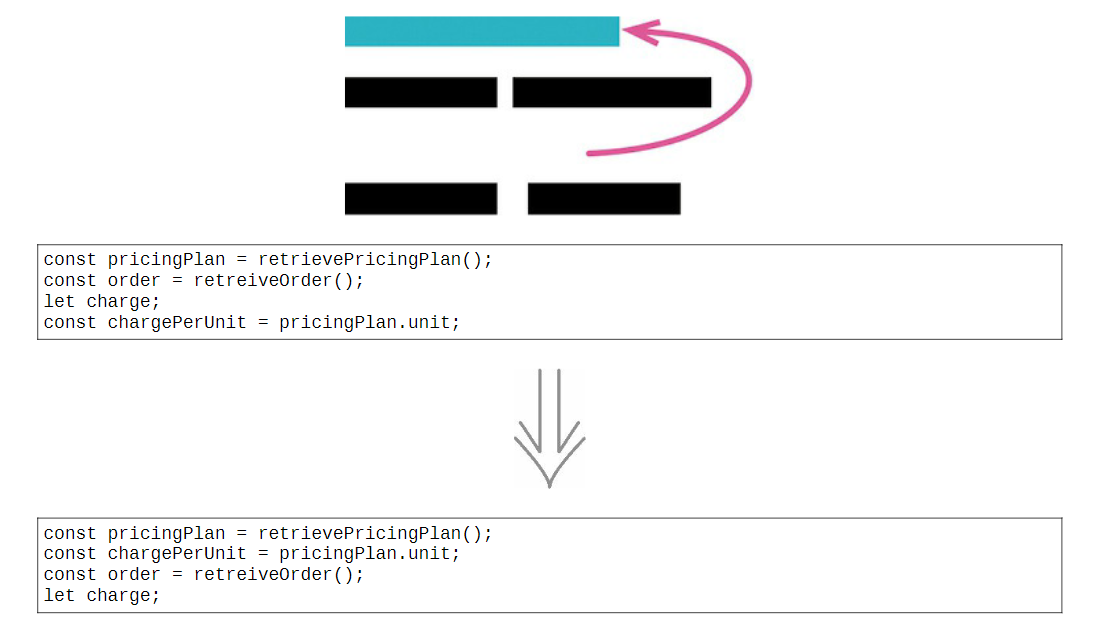 const pricingPlan = retrievePricingPlan();
const order = retreiveOrder();
let charge;
const chargePerUnit = pricingPlan.unit;
const pricingPlan = retrievePricingPlan();
const chargePerUnit = pricingPlan.unit;
const order = retreiveOrder();
let charge;